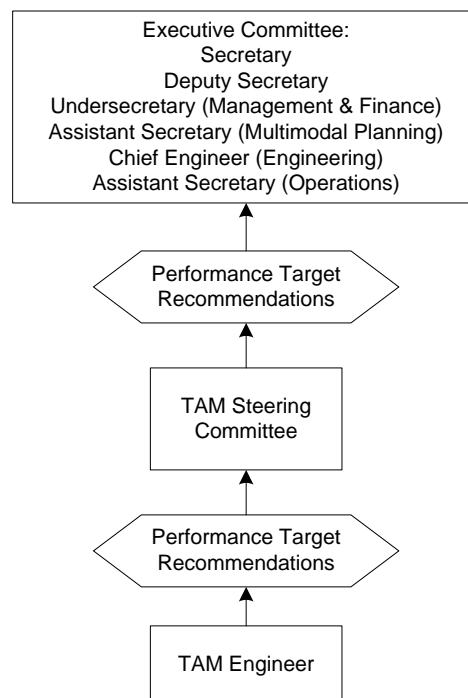 Executive Committee:
Secretary
Deputy Secretary
Undersecretary (Management & Finance)
Assistant Secretary (Multimodal Planning)
Chief Engineer (Engineering)
Assistant Secretary (Operations)
Performance Target
Recommendations
TAM Steering
Committee
Performance Target
Recommendations
TAM Engineer